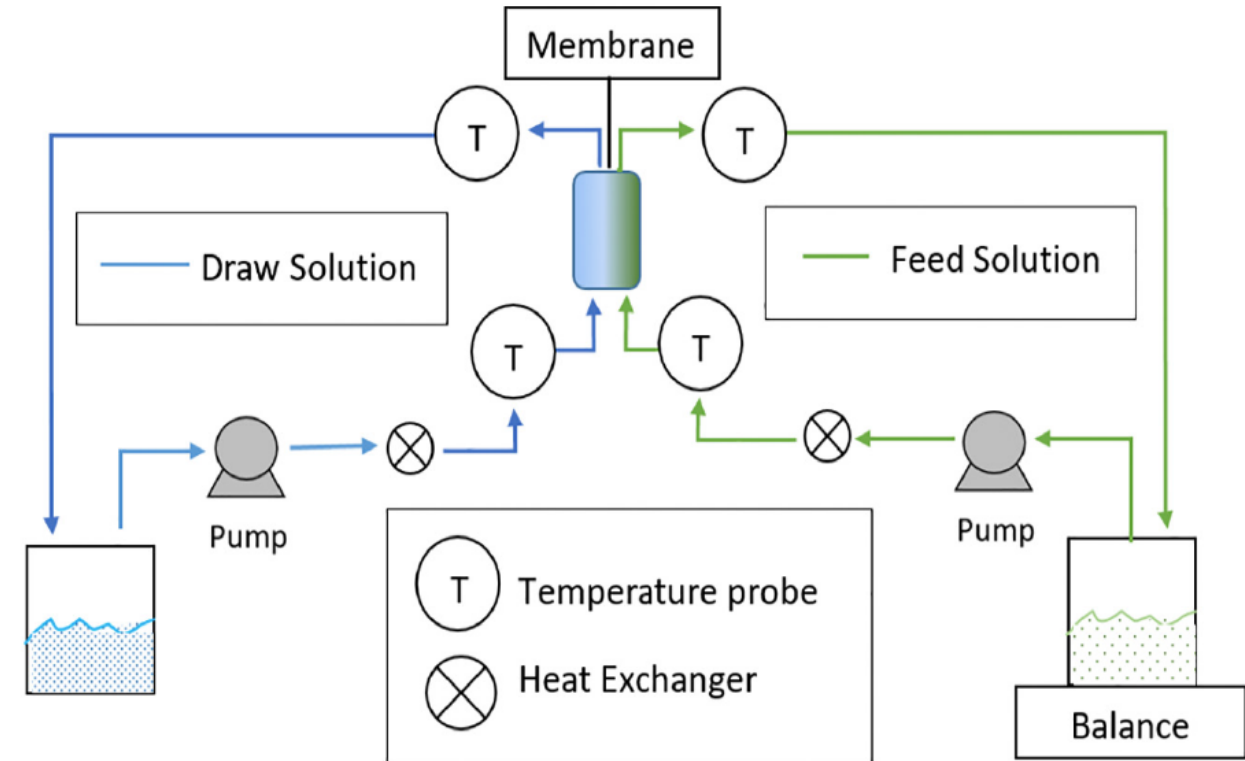 Membrane
T
T
Draw Solution
Feed Solution
T
T
Pump
Pump
T Temperature probe
Heat Exchanger
Balance